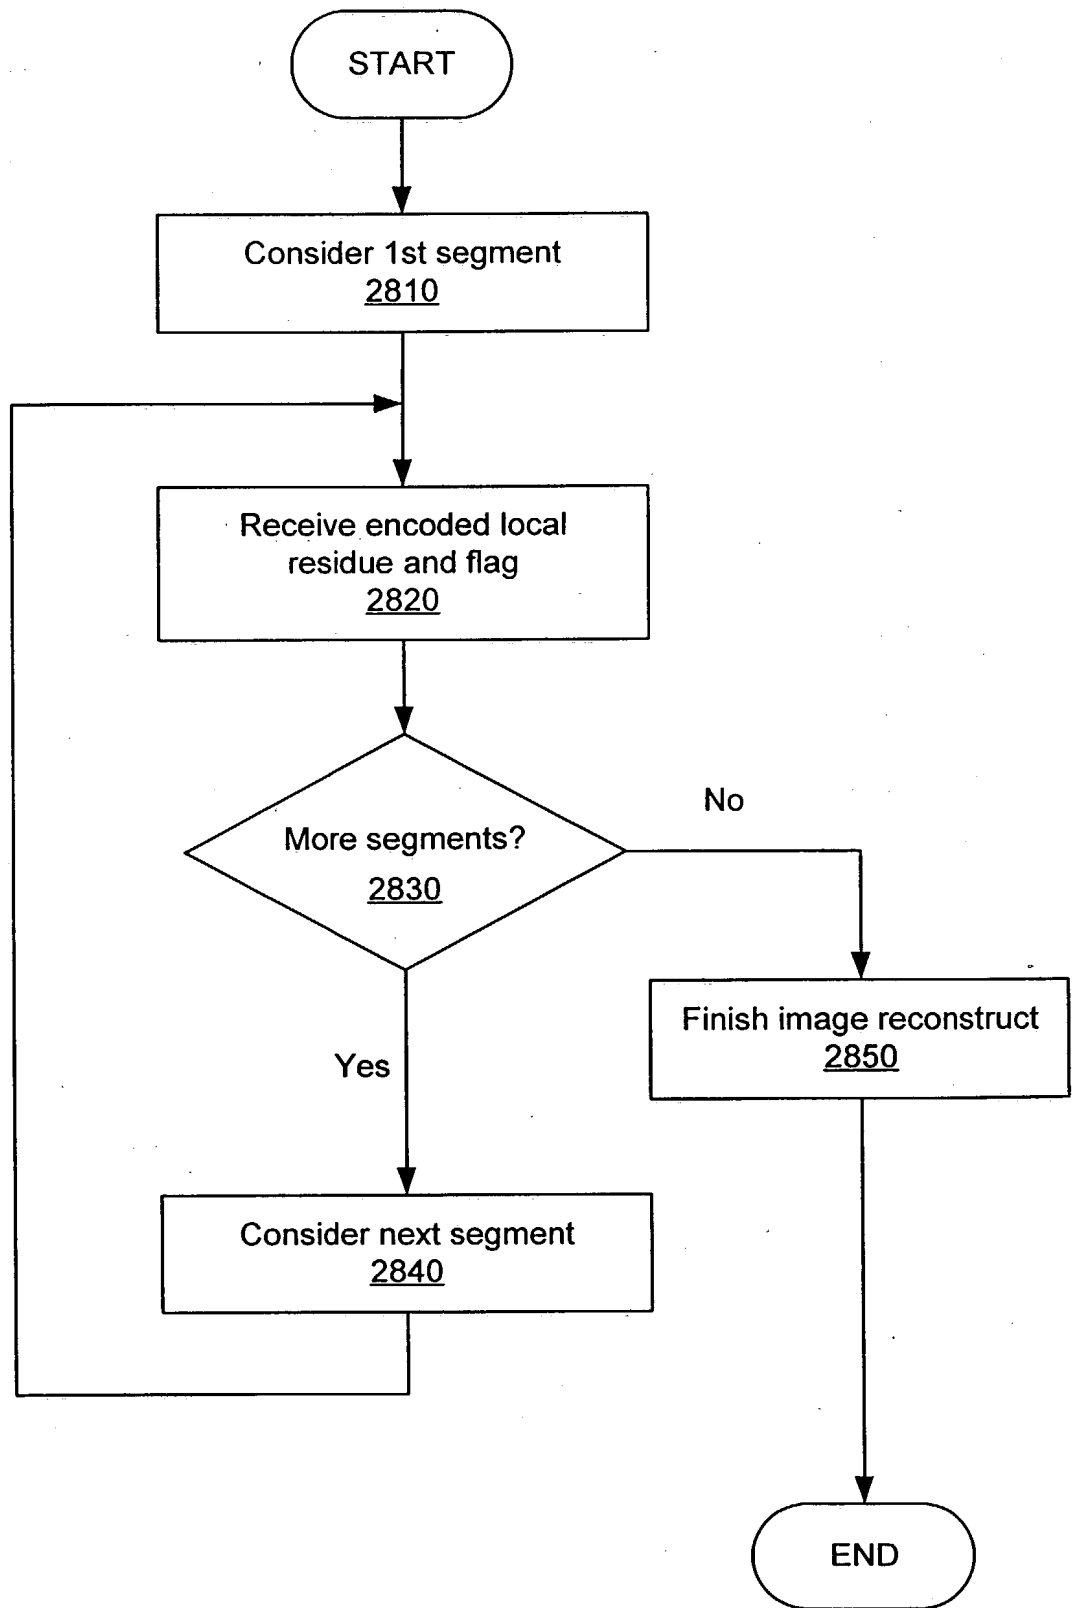 START
Consider 1st segment
2810
Receive encoded local
residue and flag
2820
More segments?
2830
No
Yes
Finish image reconstruct
2850
Consider next segment
2840
END